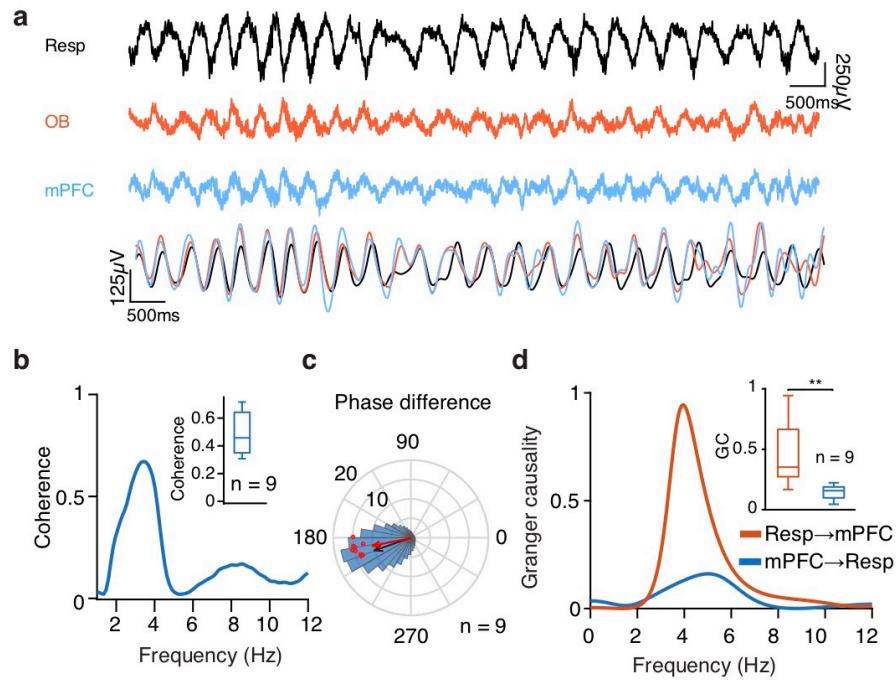 a
Resp
250μV
500ms
OB
mPFC
125μV
500ms
b
1
0.5
0
Coherence
2 4 6 8 10 12
Frequency (Hz)
Coherence
0.6
0.4
0.2
0
n = 9
c
Phase difference
90
20
10
180
0
270
n = 9
d
1
0.5
0
Granger causality
0 2 4 6 8 10 12
Frequency (Hz)
1
0.5
0
GC
**
n = 9
Resp→mPFC
mPFC→Resp